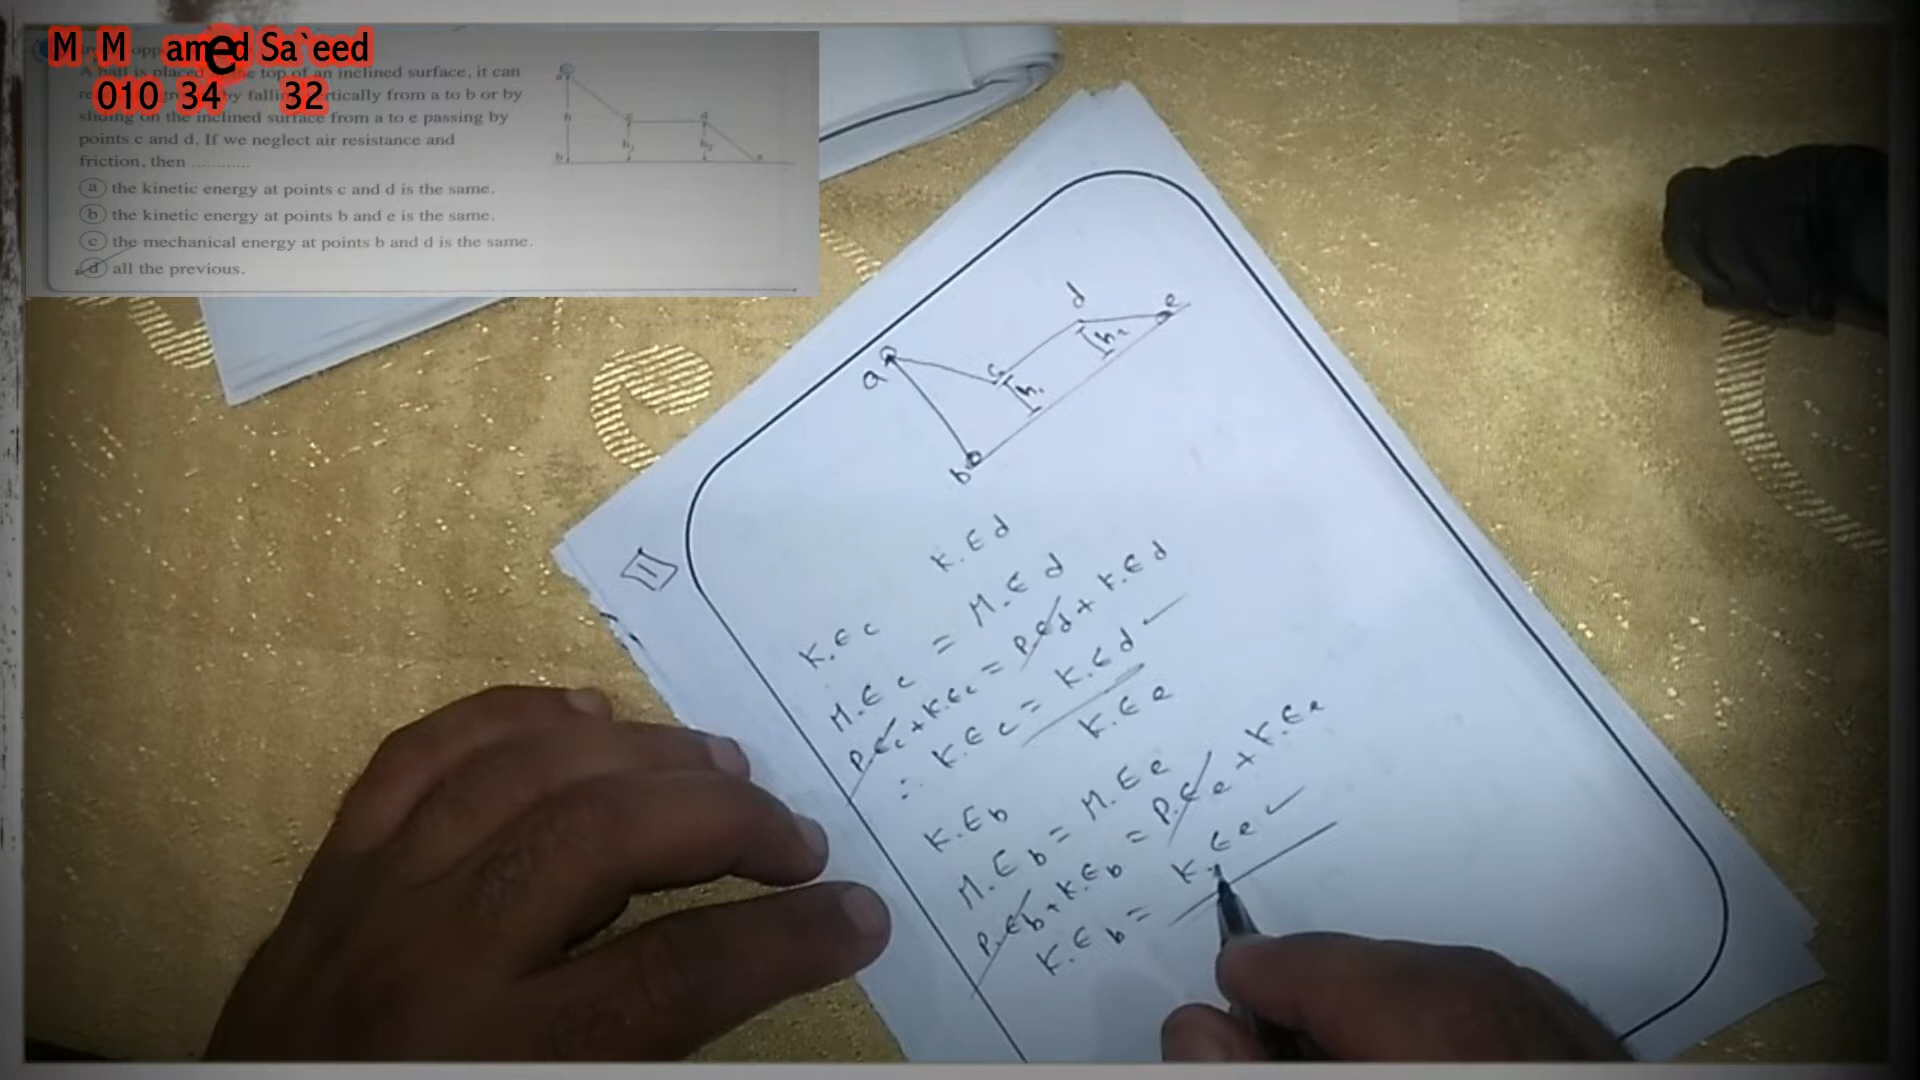 M M amed Sa`eed
010 34 32
A ball is placed the top of an inclined surface, it can
by falling vertically from a to b or by
sliding on the inclined surface from a to e passing by
points c and d. If we neglect air resistance and
friction, then ............
a the kinetic energy at points c and d is the same.
b the kinetic energy at points b and e is the same.
c the mechanical energy at points b and d is the same.
d all the previous.
h
c
d
h1
h2
b
e
a
b
c
d
e
h1
h2
11
K.E c K.E d
M.E c = M.E d
P.E c + K.E c = P.E d + K.E d
∴ K.E c = K.E d
K.E b K.E e
M.E b = M.E e
P.E b + K.E b = P.E e + K.E e
K.E b = K.E e